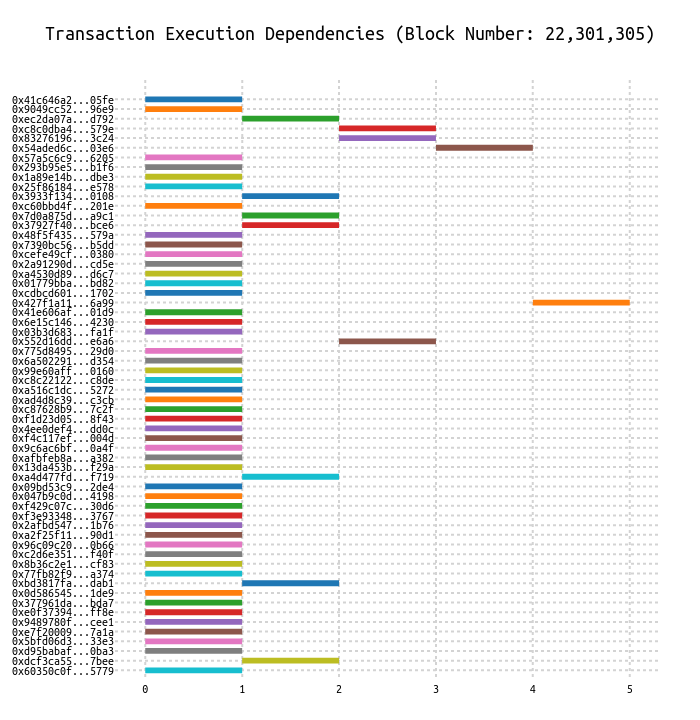 Transaction Execution Dependencies (Block Number: 22,301,305)
0x41c646a2...05fe
0x9049cc52...96e9
0xec2da07a...d792
0xc8c0dba4...579e
0x83276196...3c24
0x54aded6c...03e6
0x57a5c6c9...6205
0x293b95e5...b1f6
0x1a89e14b...dbe3
0x25f86184...e578
0x3933f134...0108
0xc60bbd4f...201e
0x7d0a875d...a9c1
0x37927f40...bce6
0x48f5f435...579a
0x7390bc56...b5dd
0xcefe49cf...0380
0x2a91290d...cd5e
0xa4530d89...d6c7
0x01779bba...bd82
0xcdbcd601...1702
0x427f1a11...6a99
0x41e606af...01d9
0x6e15c146...4230
0x03b3d683...fa1f
0x552d16dd...e6a6
0x775d8495...29d0
0x6a502291...d354
0x99e60aff...0160
0xc8c22122...c8de
0xa516c1dc...5272
0xad4d8c39...c3cb
0xc87628b9...7c2f
0xf1d23d05...8f43
0x4ee0def4...dd0c
0xf4c117ef...004d
0x9c6ac6bf...0a4f
0xafbfeb8a...a382
0x13da453b...f29a
0xa4d477fd...f719
0x09bd53c9...2de4
0x047b9c0d...4198
0xf429c07c...30d6
0xf3e93348...3767
0x2afbd547...1b76
0xa2f25f11...90d1
0x96c09c20...0b66
0xc2d6e351...f40f
0x8b36c2e1...cf83
0x77fb82f9...a374
0xbd3817fa...dab1
0x0d586545...1de9
0x377961da...bda7
0xe0f37394...ff8e
0x9489780f...cee1
0xe7f20009...7a1a
0x5bfd06d3...33e3
0xd95babaf...0ba3
0xdcf3ca55...7bee
0x60350c0f...5779
0 1 2 3 4 5